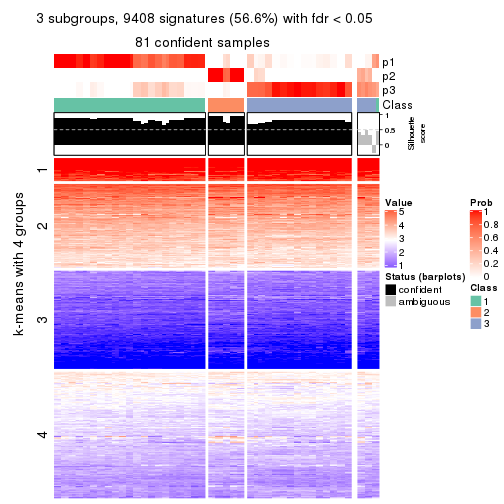 3 subgroups, 9408 signatures (56.6%) with fdr < 0.05
81 confident samples
p1
p2
p3
Class
1
0.5
0
Silhouette
score
k-means with 4 groups
1
2
3
4
Value
5
4
3
2
1
Status (barplots)
confident
ambiguous
Prob
1
0.8
0.6
0.4
0.2
0
Class
1
2
3